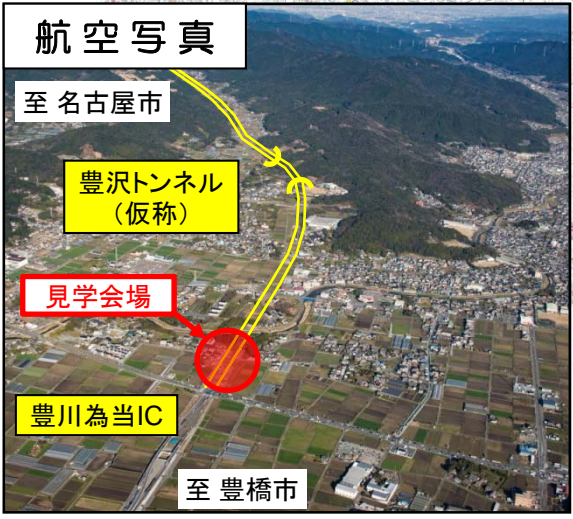 航空写真
至 名古屋市
豊沢トンネル
（仮称）
見学会場
豊川為当IC
至 豊橋市